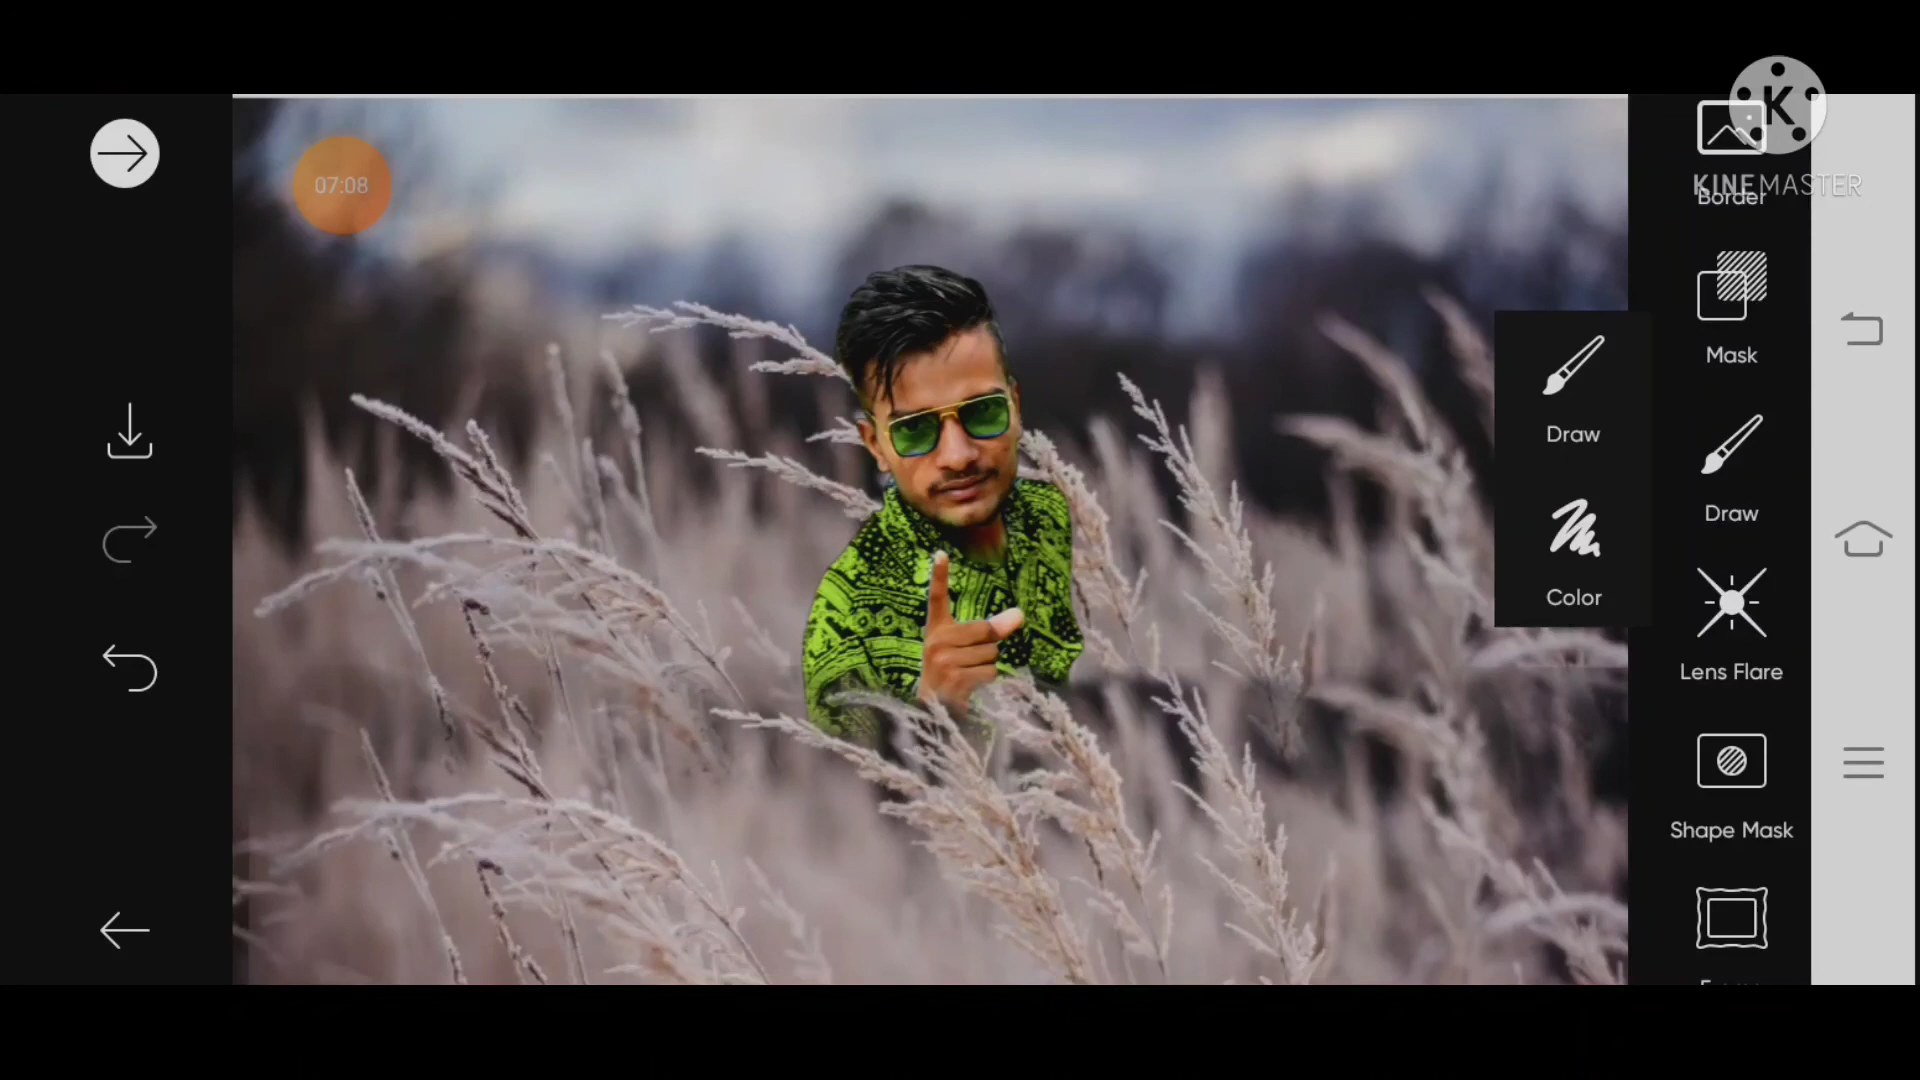 07:08
K
KINEMASTER
Border
Mask
Draw
Draw
Color
Lens Flare
Shape Mask